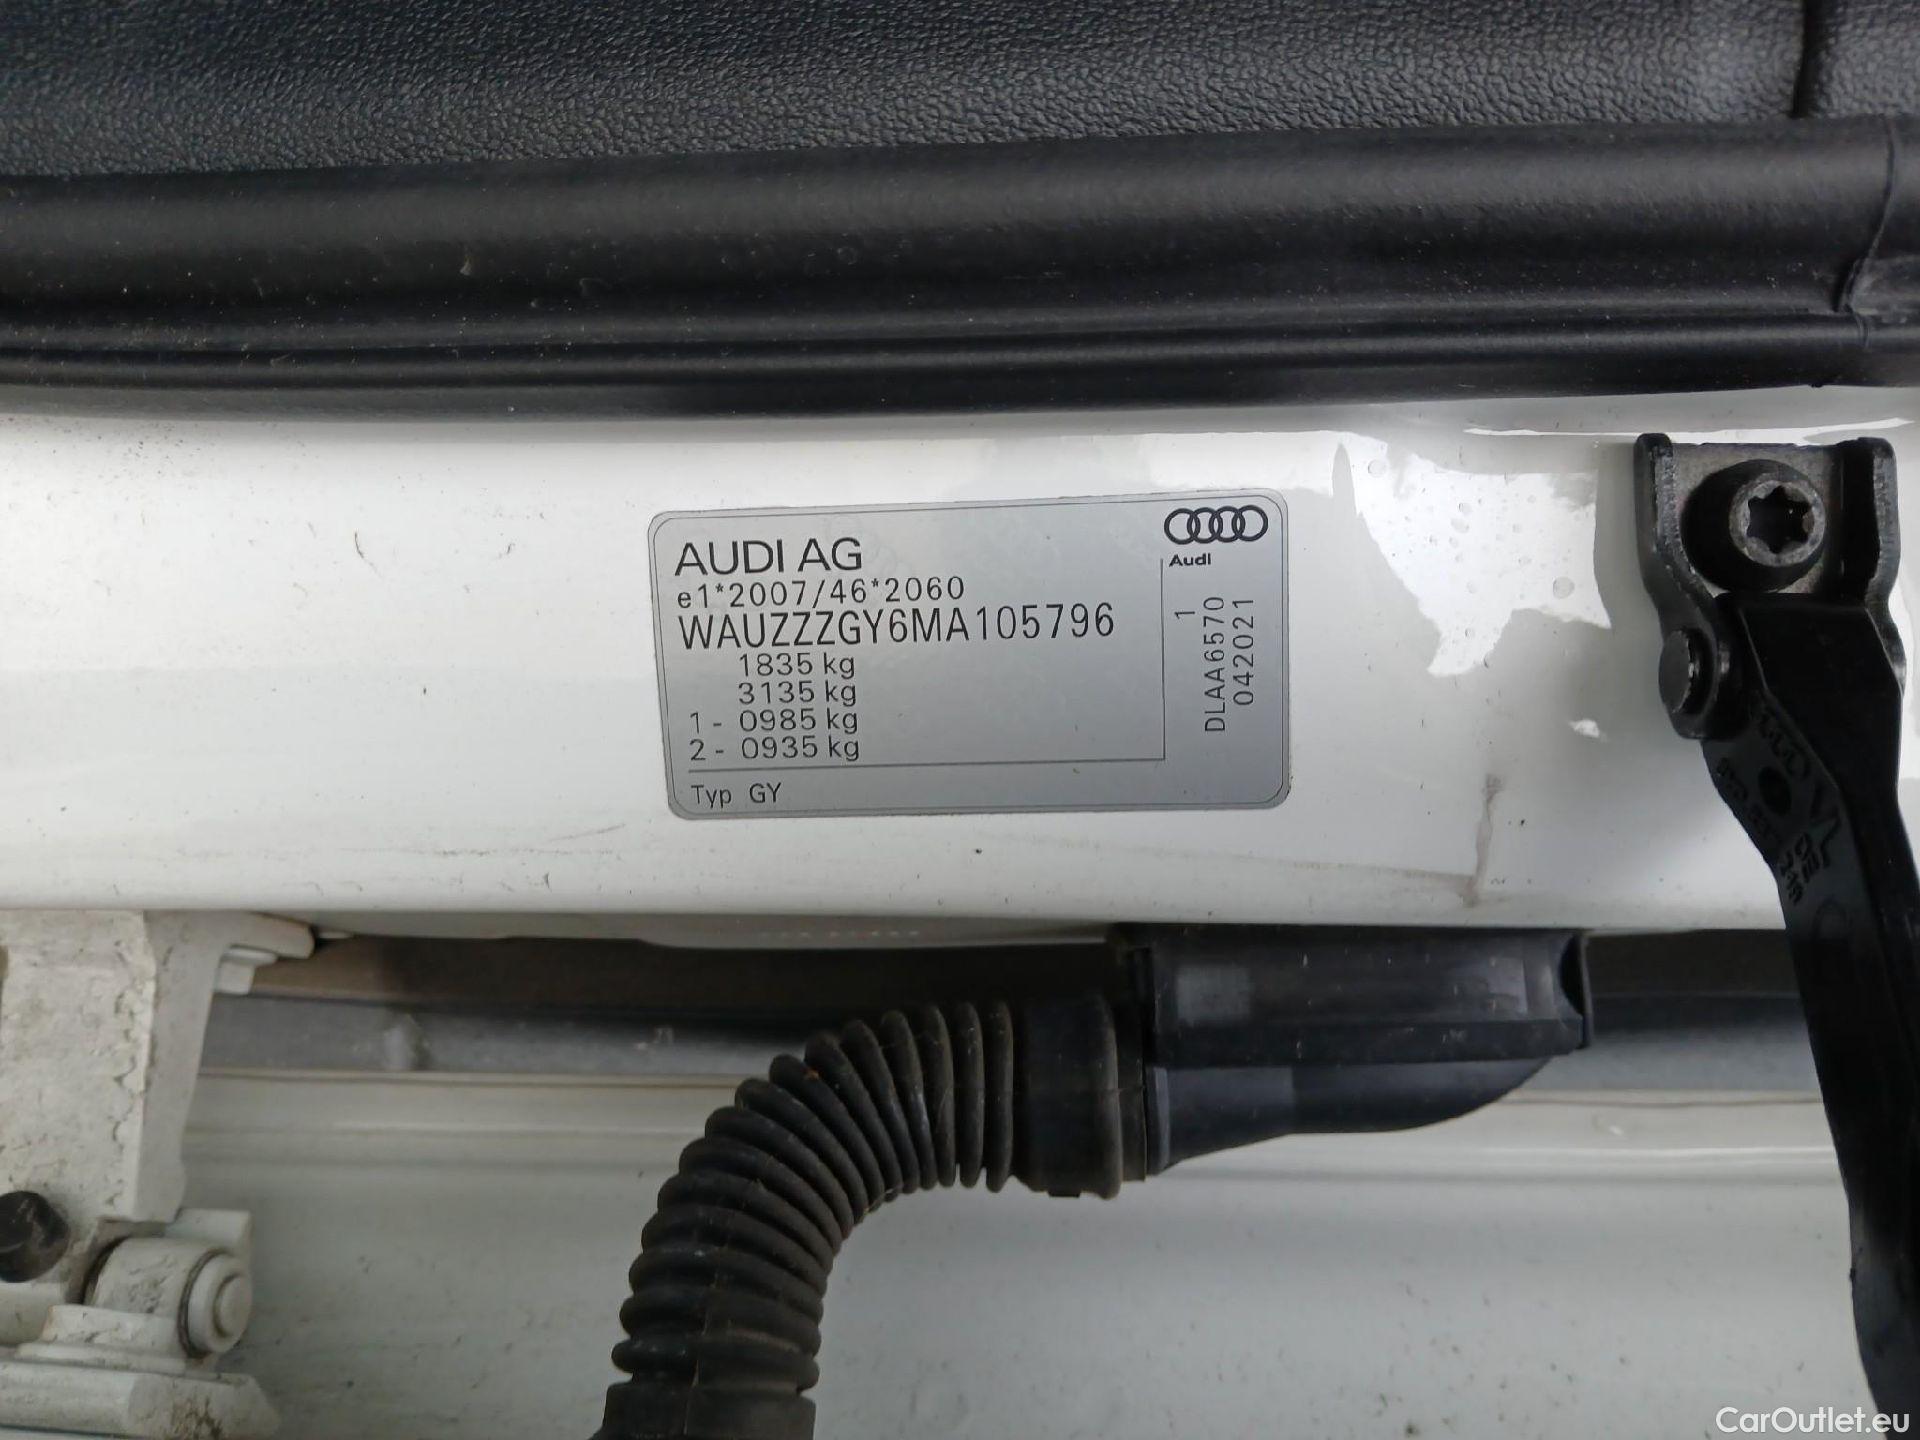 AUDI AG
e1*2007/46*2060
WAUZZZGY6MA105796
1835 kg
3135 kg
1 - 0985 kg
2 - 0935 kg
Typ GY
Audi
DLAA6570 1
042021
CarOutlet.eu